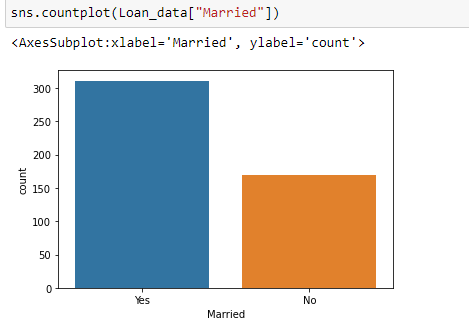 sns.countplot(Loan_data["Married"])
<AxesSubplot:xlabel='Married', ylabel='count'>
300
250
200
150
100
50
0
count
Yes No
Married